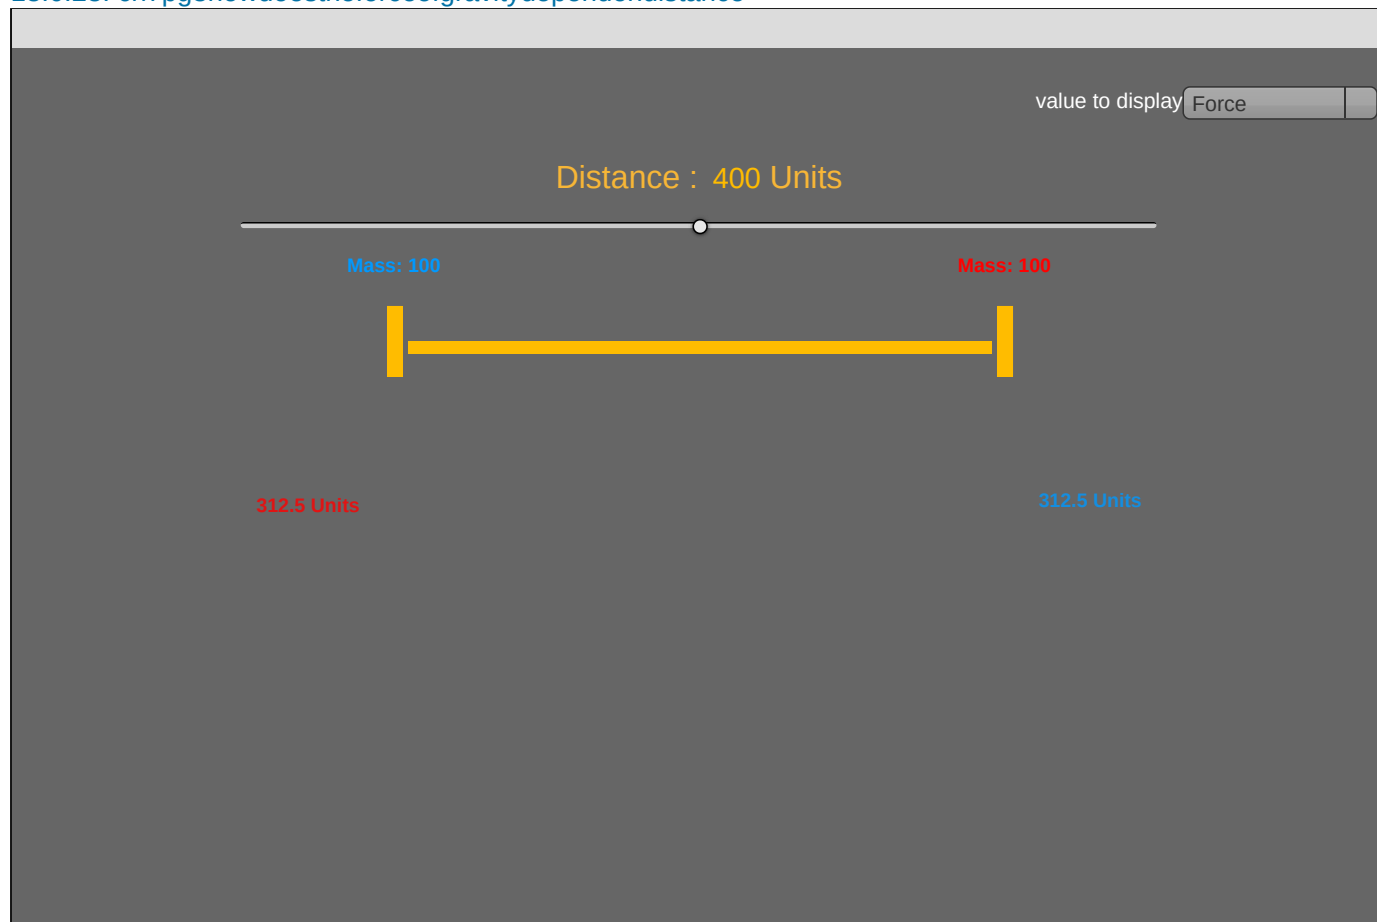 value to display Force
Distance : 400 Units
Mass: 100 Mass: 100
312.5 Units 312.5 Units